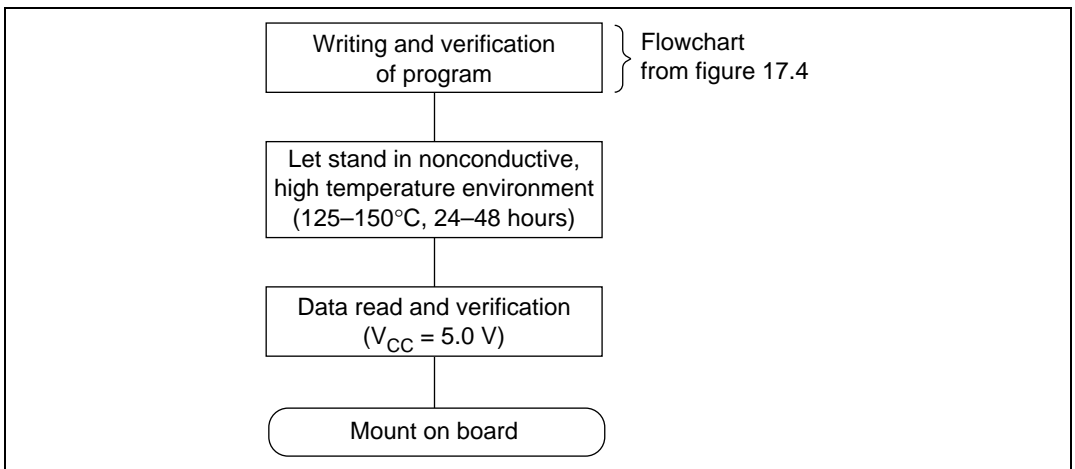 Writing and verification
of program
Flowchart
from figure 17.4
Let stand in nonconductive,
high temperature environment
(125–150°C, 24–48 hours)
Data read and verification
(VCC = 5.0 V)
Mount on board